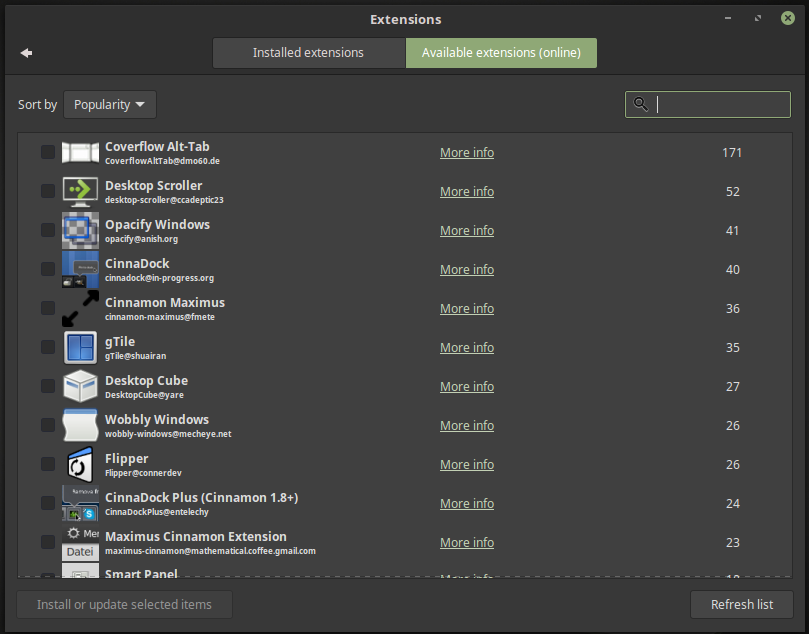 Extensions
Installed extensions
Available extensions (online)
Sort by Popularity
Coverflow Alt-Tab
CoverflowAltTab@dmo60.de
More info
171
Desktop Scroller
desktop-scroller@ccadeptic23
More info
52
Opacify Windows
opacify@anish.org
More info
41
CinnaDock
cinnadock@in-progress.org
More info
40
Cinnamon Maximus
cinnamon-maximus@fmete
More info
36
gTile
gTile@shuairan
More info
35
Desktop Cube
DesktopCube@yare
More info
27
Wobbly Windows
wobbly-windows@mecheye.net
More info
26
Flipper
Flipper@connerdev
More info
26
CinnaDock Plus (Cinnamon 1.8+)
CinnaDockPlus@entelechy
More info
24
Maximus Cinnamon Extension
maximus-cinnamon@mathematical.coffee.gmail.com
Datei
More info
23
Smart Panel
More info
Install or update selected items
Refresh list